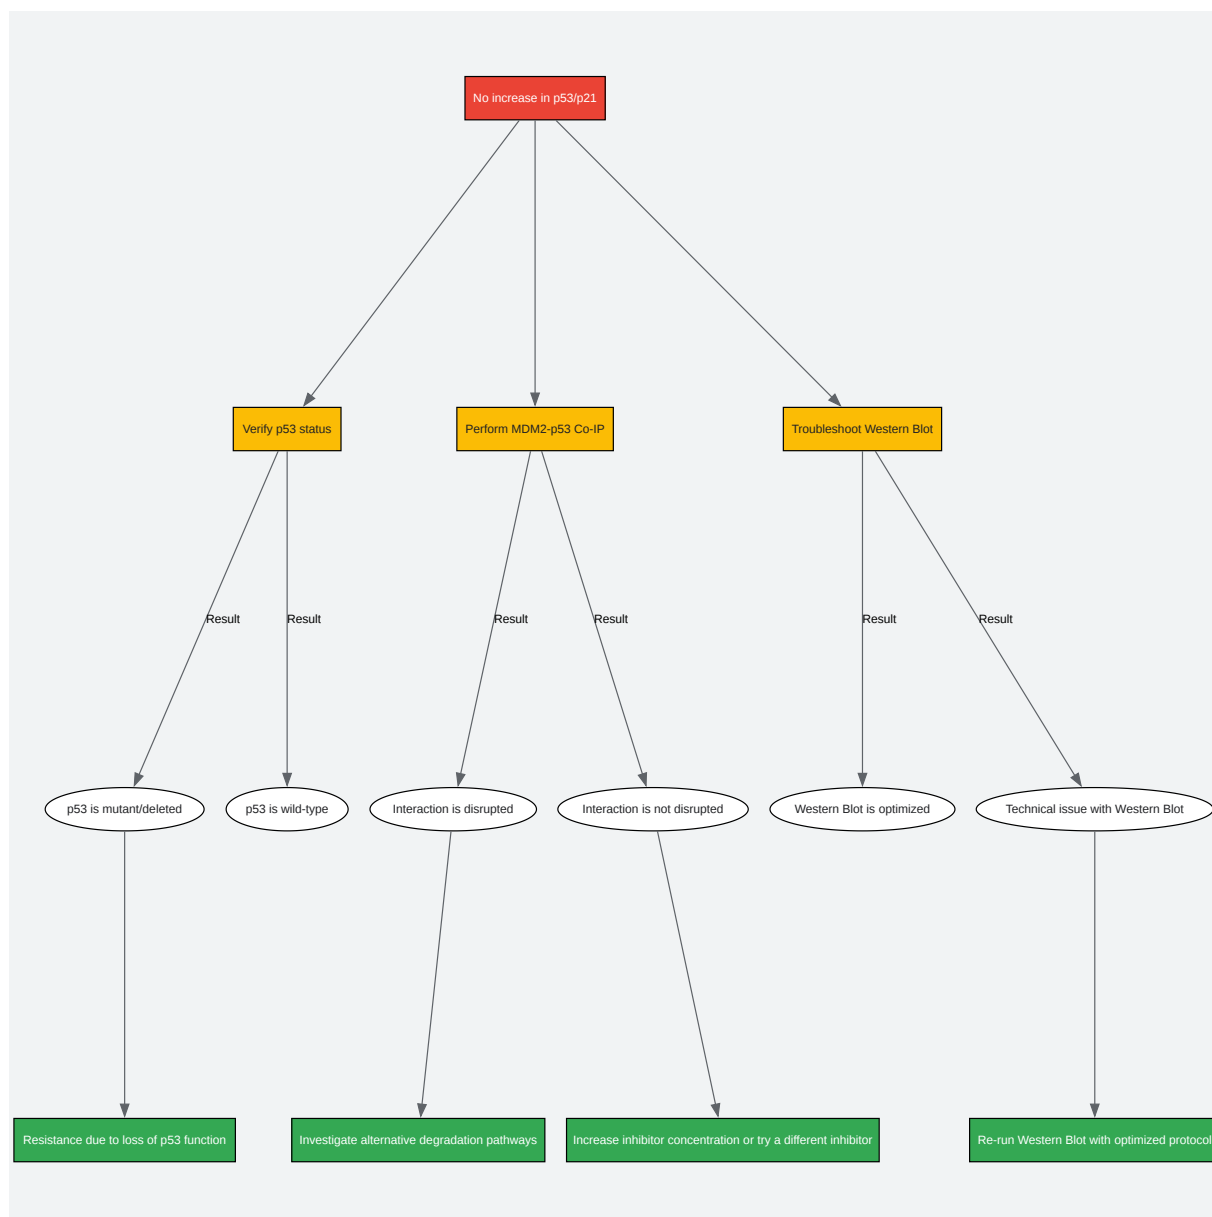 No increase in p53/p21
Verify p53 status
Perform MDM2-p53 Co-IP
Troubleshoot Western Blot
Result
Result
Result
Result
Result
Result
p53 is mutant/deleted
p53 is wild-type
Interaction is disrupted
Interaction is not disrupted
Western Blot is optimized
Technical issue with Western Blot
Resistance due to loss of p53 function
Investigate alternative degradation pathways
Increase inhibitor concentration or try a different inhibitor
Re-run Western Blot with optimized protocol